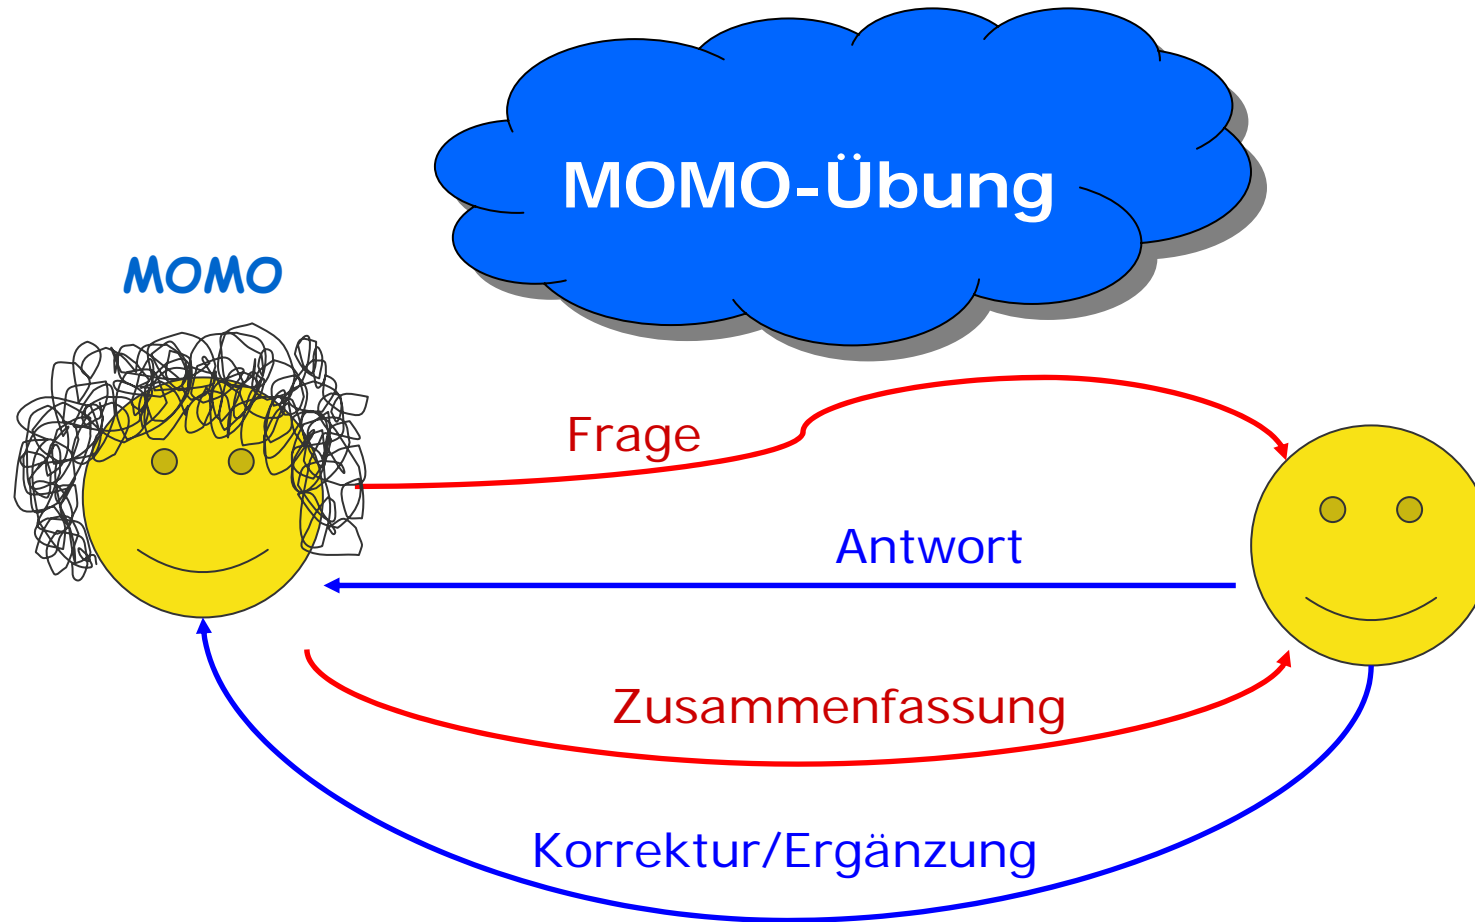 MOMO-Übung
MOMO
Frage
Antwort
Zusammenfassung
Korrektur/Ergänzung